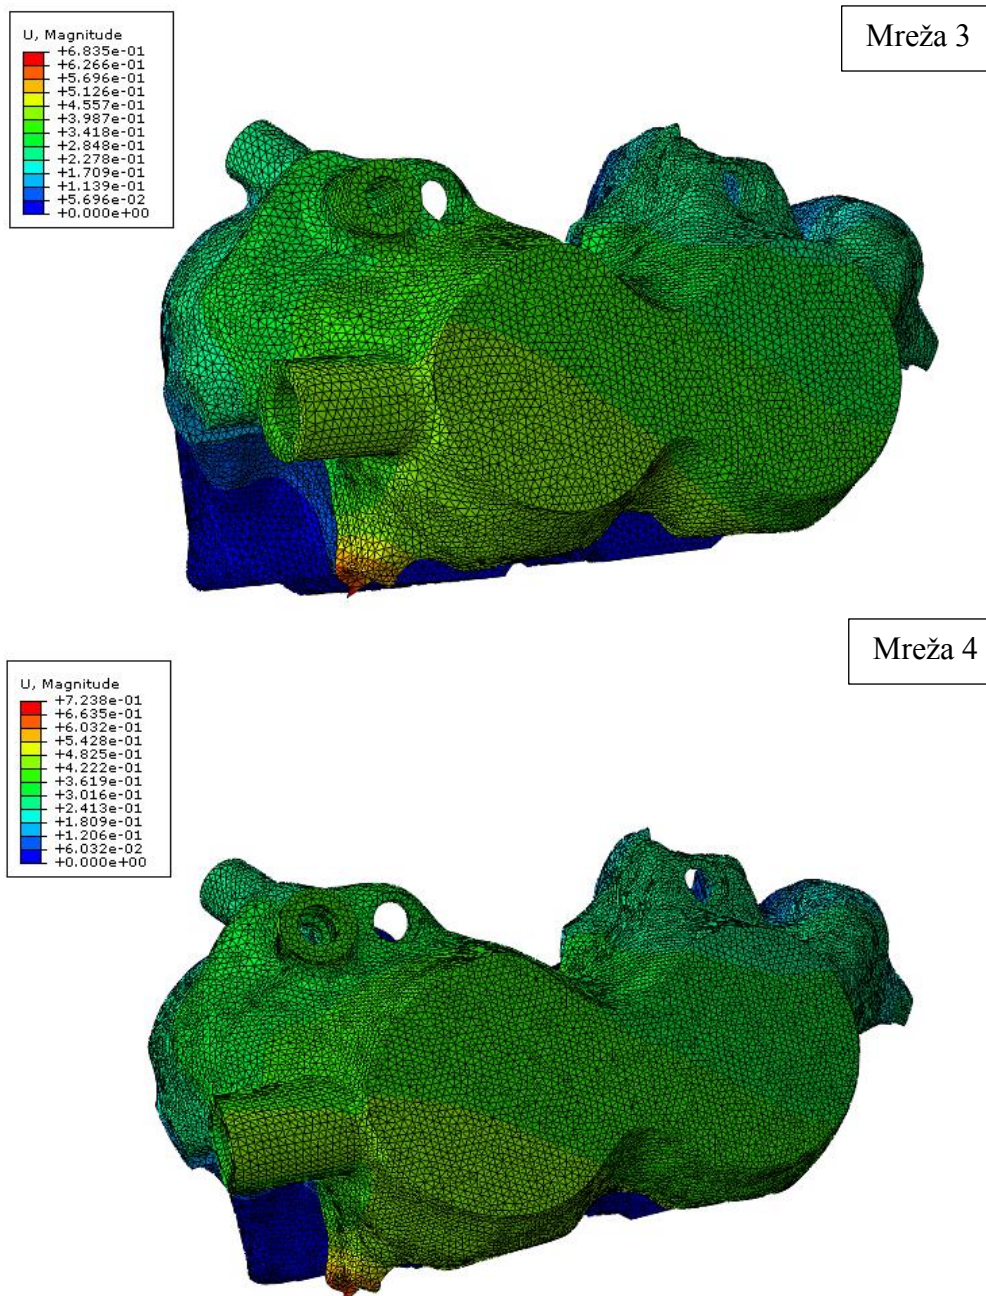 Mreža 3
U, Magnitude
+6.835e-01
+6.266e-01
+5.696e-01
+5.126e-01
+4.557e-01
+3.987e-01
+3.418e-01
+2.848e-01
+2.278e-01
+1.709e-01
+1.139e-01
+5.696e-02
+0.000e+00
Mreža 4
U, Magnitude
+7.238e-01
+6.635e-01
+6.032e-01
+5.428e-01
+4.825e-01
+4.222e-01
+3.619e-01
+3.016e-01
+2.413e-01
+1.809e-01
+1.206e-01
+6.032e-02
+0.000e+00